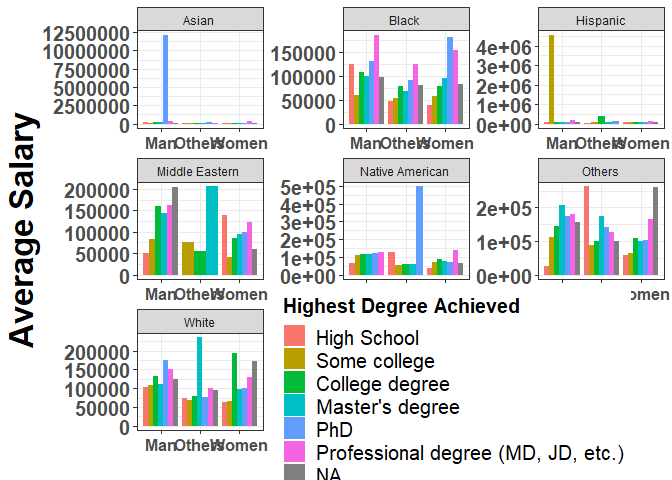 Average Salary
Asian
12500000
10000000
7500000
5000000
2500000
0
Man Others Women
Black
150000
100000
50000
0
Man Others Women
Hispanic
4e+06
3e+06
2e+06
1e+06
0e+00
Man Others Women
Middle Eastern
200000
150000
100000
50000
0
Man Others Women
Native American
5e+05
4e+05
3e+05
2e+05
1e+05
0e+00
Others
2e+05
1e+05
0e+00
omen
White
200000
150000
100000
50000
0
Man Others Women
Highest Degree Achieved
High School
Some college
College degree
Master's degree
PhD
Professional degree (MD, JD, etc.)
NA